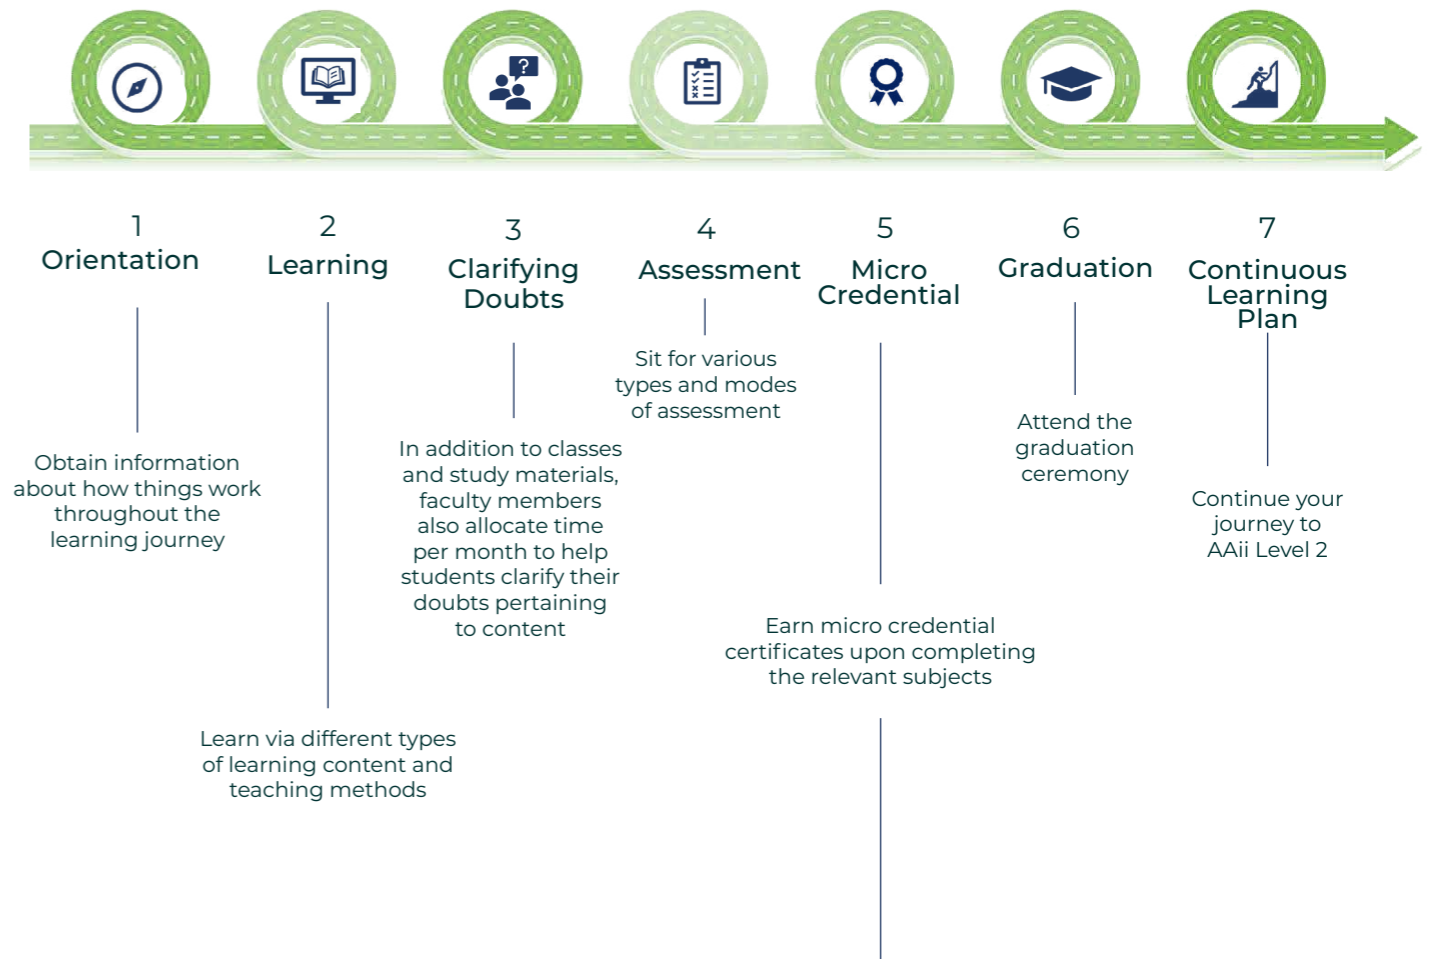 1
Orientation
Obtain information
about how things work
throughout the
learning journey
2
Learning
Learn via different types
of learning content and
teaching methods
3
Clarifying
Doubts
In addition to classes
and study materials,
faculty members
also allocate time
per month to help
students clarify their
doubts pertaining
to content
4
Assessment
Sit for various
types and modes
of assessment
5
Micro
Credential
Earn micro credential
certificates upon completing
the relevant subjects
6
Graduation
Attend the
graduation
ceremony
7
Continuous
Learning
Plan
Continue your
journey to
AAii Level 2